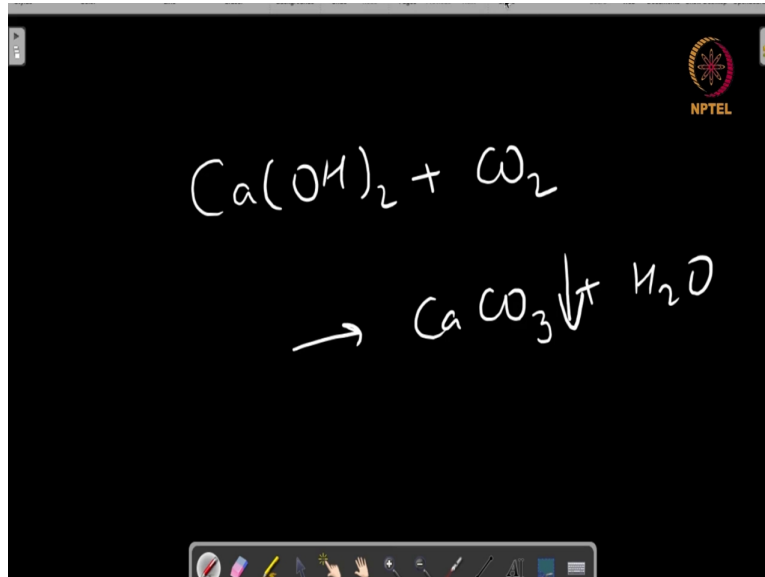 NPTEL
Ca(OH)₂ + CO₂
→ CaCO₃↓ + H₂O